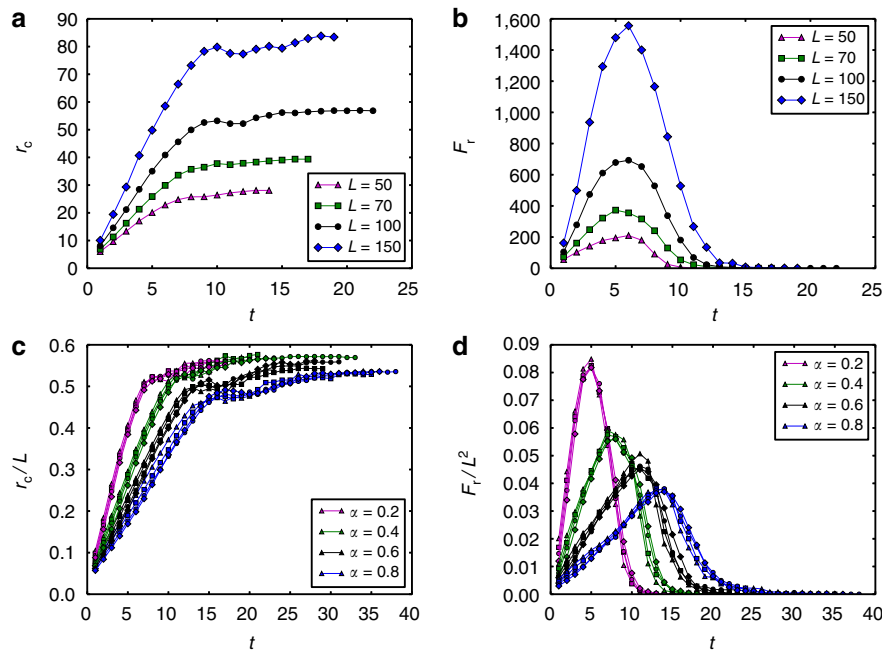 a
90
80
70
60
50
40
30
20
10
0
r_c
0 5 10 15 20 25
t
L = 50
L = 70
L = 100
L = 150
b
1,600
1,400
1,200
1,000
800
600
400
200
0
F_r
0 5 10 15 20 25
t
L = 50
L = 70
L = 100
L = 150
c
0.6
0.5
0.4
0.3
0.2
0.1
0.0
r_c/L
0 5 10 15 20 25 30 35 40
t
α = 0.2
α = 0.4
α = 0.6
α = 0.8
d
0.09
0.08
0.07
0.06
0.05
0.04
0.03
0.02
0.01
0.00
F_r/L²
0 5 10 15 20 25 30 35 40
t
α = 0.2
α = 0.4
α = 0.6
α = 0.8